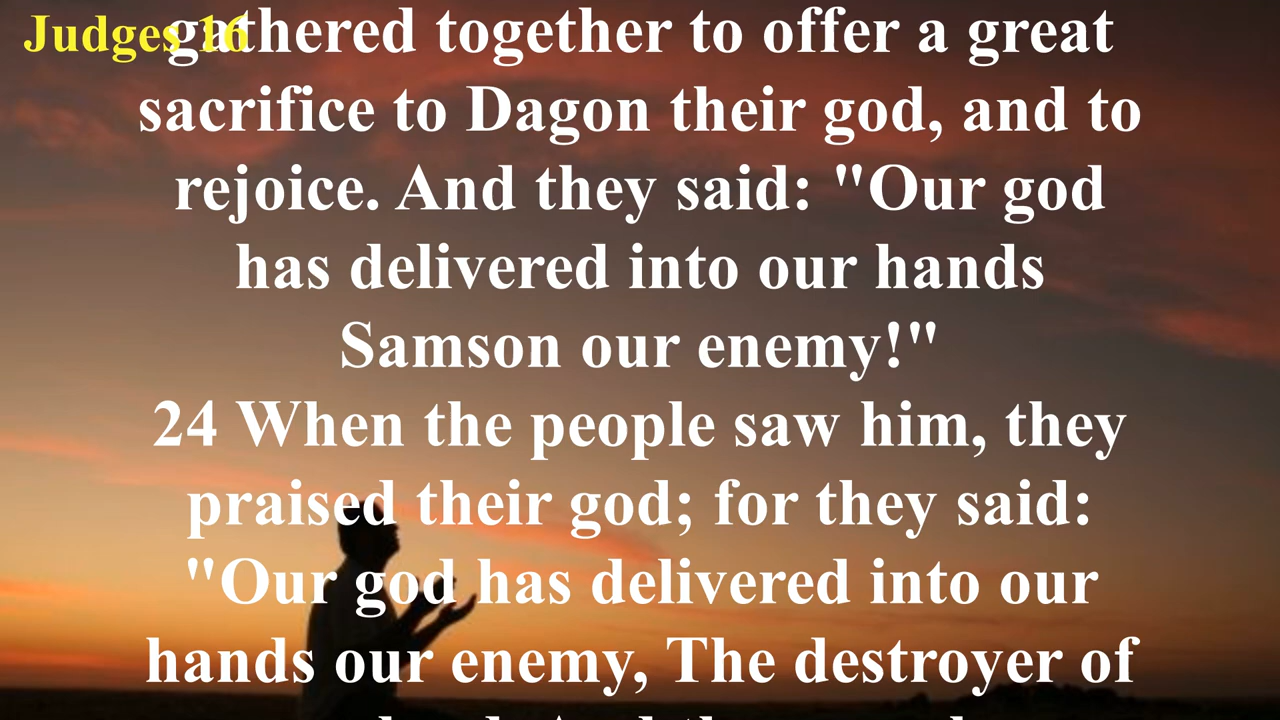 Judges 16
gathered together to offer a great
sacrifice to Dagon their god, and to
rejoice. And they said: "Our god
has delivered into our hands
Samson our enemy!"
24 When the people saw him, they
praised their god; for they said:
"Our god has delivered into our
hands our enemy, The destroyer of